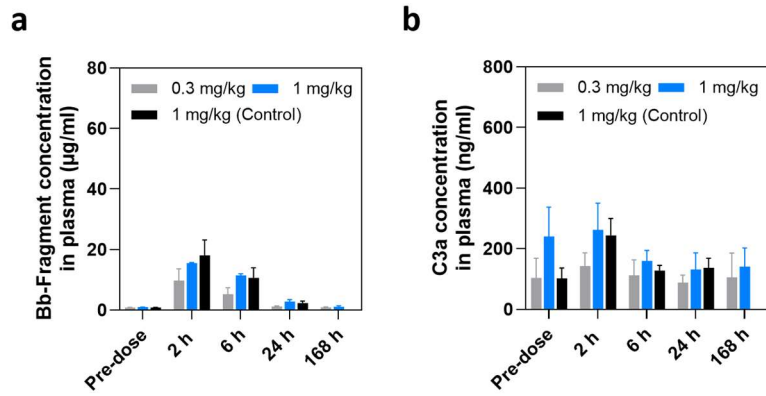 a
Bb-Fragment concentration
in plasma (µg/ml)
80
60
40
20
0
0.3 mg/kg 1 mg/kg
1 mg/kg (Control)
Pre-dose 2 h 6 h 24 h 168 h
b
C3a concentration
in plasma (ng/ml)
800
600
400
200
0
0.3 mg/kg 1 mg/kg
1 mg/kg (Control)
Pre-dose 2 h 6 h 24 h 168 h